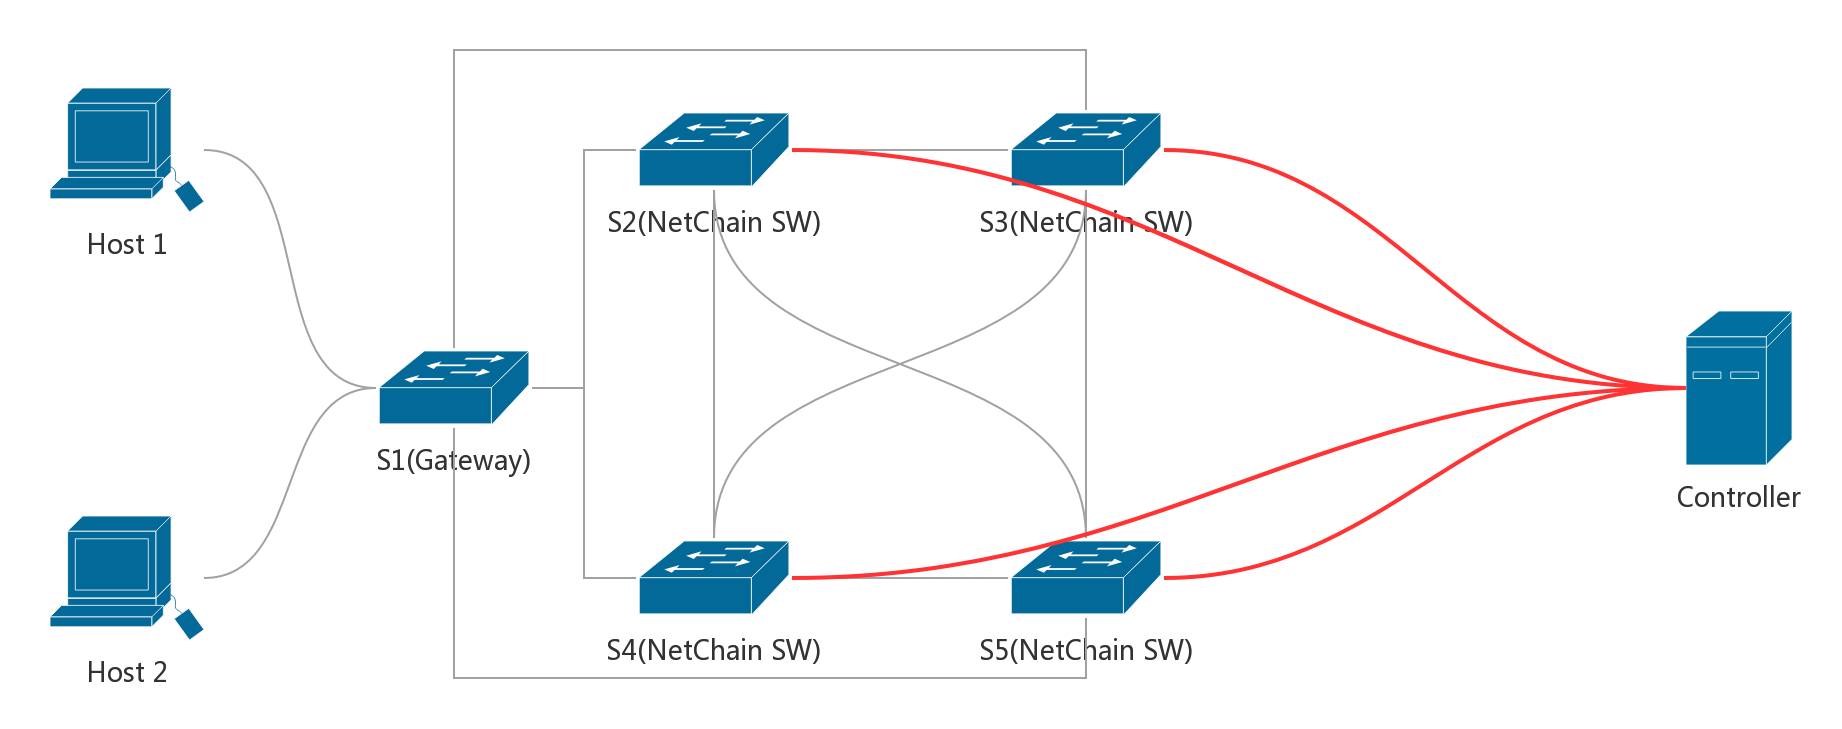 Host 1
S2(NetChain SW)
S3(NetChain SW)
S1(Gateway)
Controller
Host 2
S4(NetChain SW)
S5(NetChain SW)